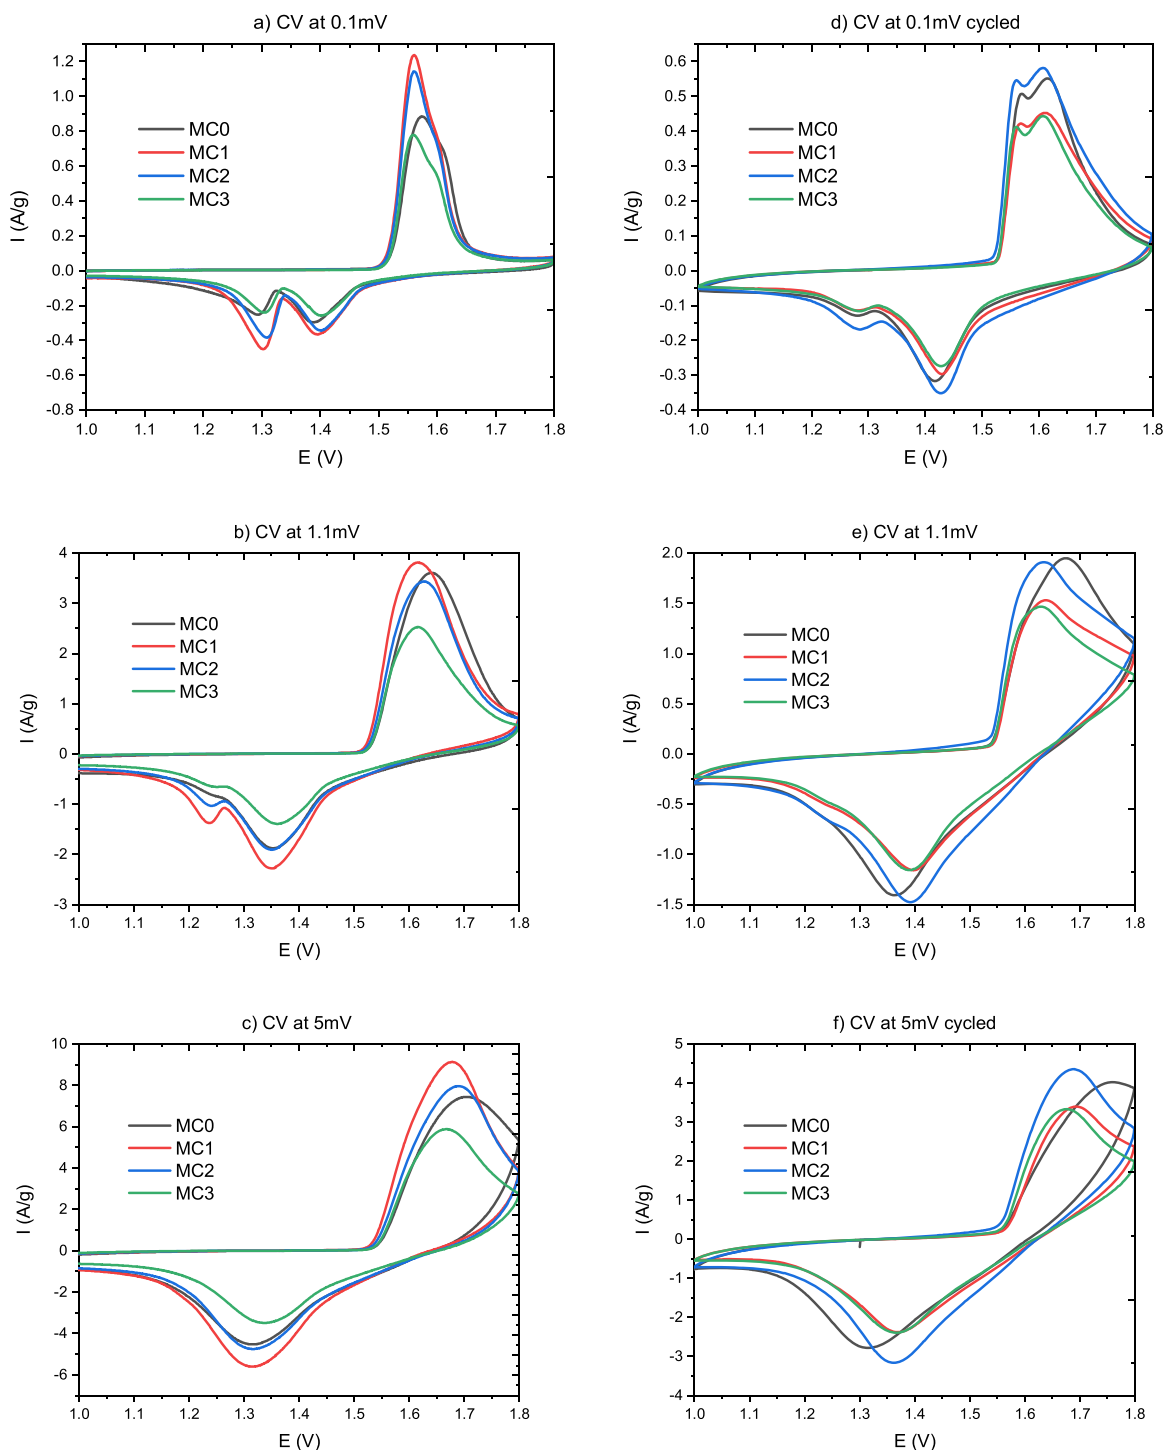 a) CV at 0.1mV
I (A/g)
1.2
1.0
0.8
0.6
0.4
0.2
0.0
-0.2
-0.4
-0.6
-0.8
MC0
MC1
MC2
MC3
1.0 1.1 1.2 1.3 1.4 1.5 1.6 1.7 1.8
E (V)
d) CV at 0.1mV cycled
I (A/g)
0.6
0.5
0.4
0.3
0.2
0.1
0.0
-0.1
-0.2
-0.3
-0.4
MC0
MC1
MC2
MC3
1.0 1.1 1.2 1.3 1.4 1.5 1.6 1.7 1.8
E (V)
b) CV at 1.1mV
I (A/g)
4
3
2
1
0
-1
-2
-3
MC0
MC1
MC2
MC3
1.0 1.1 1.2 1.3 1.4 1.5 1.6 1.7 1.8
E (V)
e) CV at 1.1mV
I (A/g)
2.0
1.5
1.0
0.5
0.0
-0.5
-1.0
-1.5
MC0
MC1
MC2
MC3
1.0 1.1 1.2 1.3 1.4 1.5 1.6 1.7 1.8
E (V)
c) CV at 5mV
I (A/g)
10
8
6
4
2
0
-2
-4
-6
MC0
MC1
MC2
MC3
1.0 1.1 1.2 1.3 1.4 1.5 1.6 1.7 1.8
E (V)
f) CV at 5mV cycled
I (A/g)
5
4
3
2
1
0
-1
-2
-3
-4
MC0
MC1
MC2
MC3
1.0 1.1 1.2 1.3 1.4 1.5 1.6 1.7 1.8
E (V)